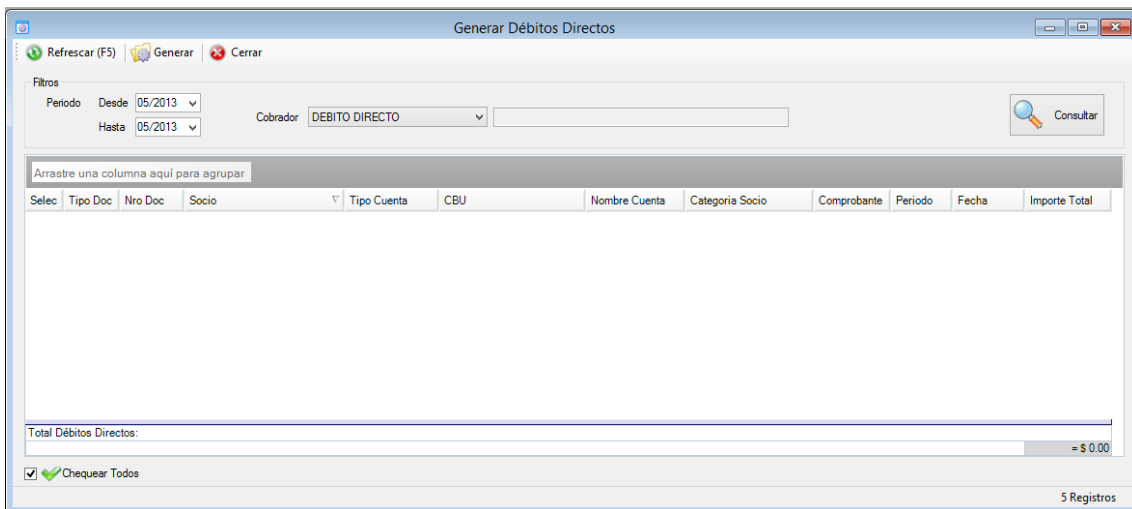 Generar Débitos Directos
Refrescar (F5) Generar Cerrar
Filtros
Periodo Desde 05/2013
Cobrador DEBITO DIRECTO
Consultar
Hasta 05/2013
Arrastre una columna aquí para agrupar
Selec Tipo Doc Nro Doc Socio Tipo Cuenta CBU Nombre Cuenta Categoria Socio Comprobante Periodo Fecha Importe Total
Total Débitos Directos:
= $ 0.00
Chequear Todos
5 Registros